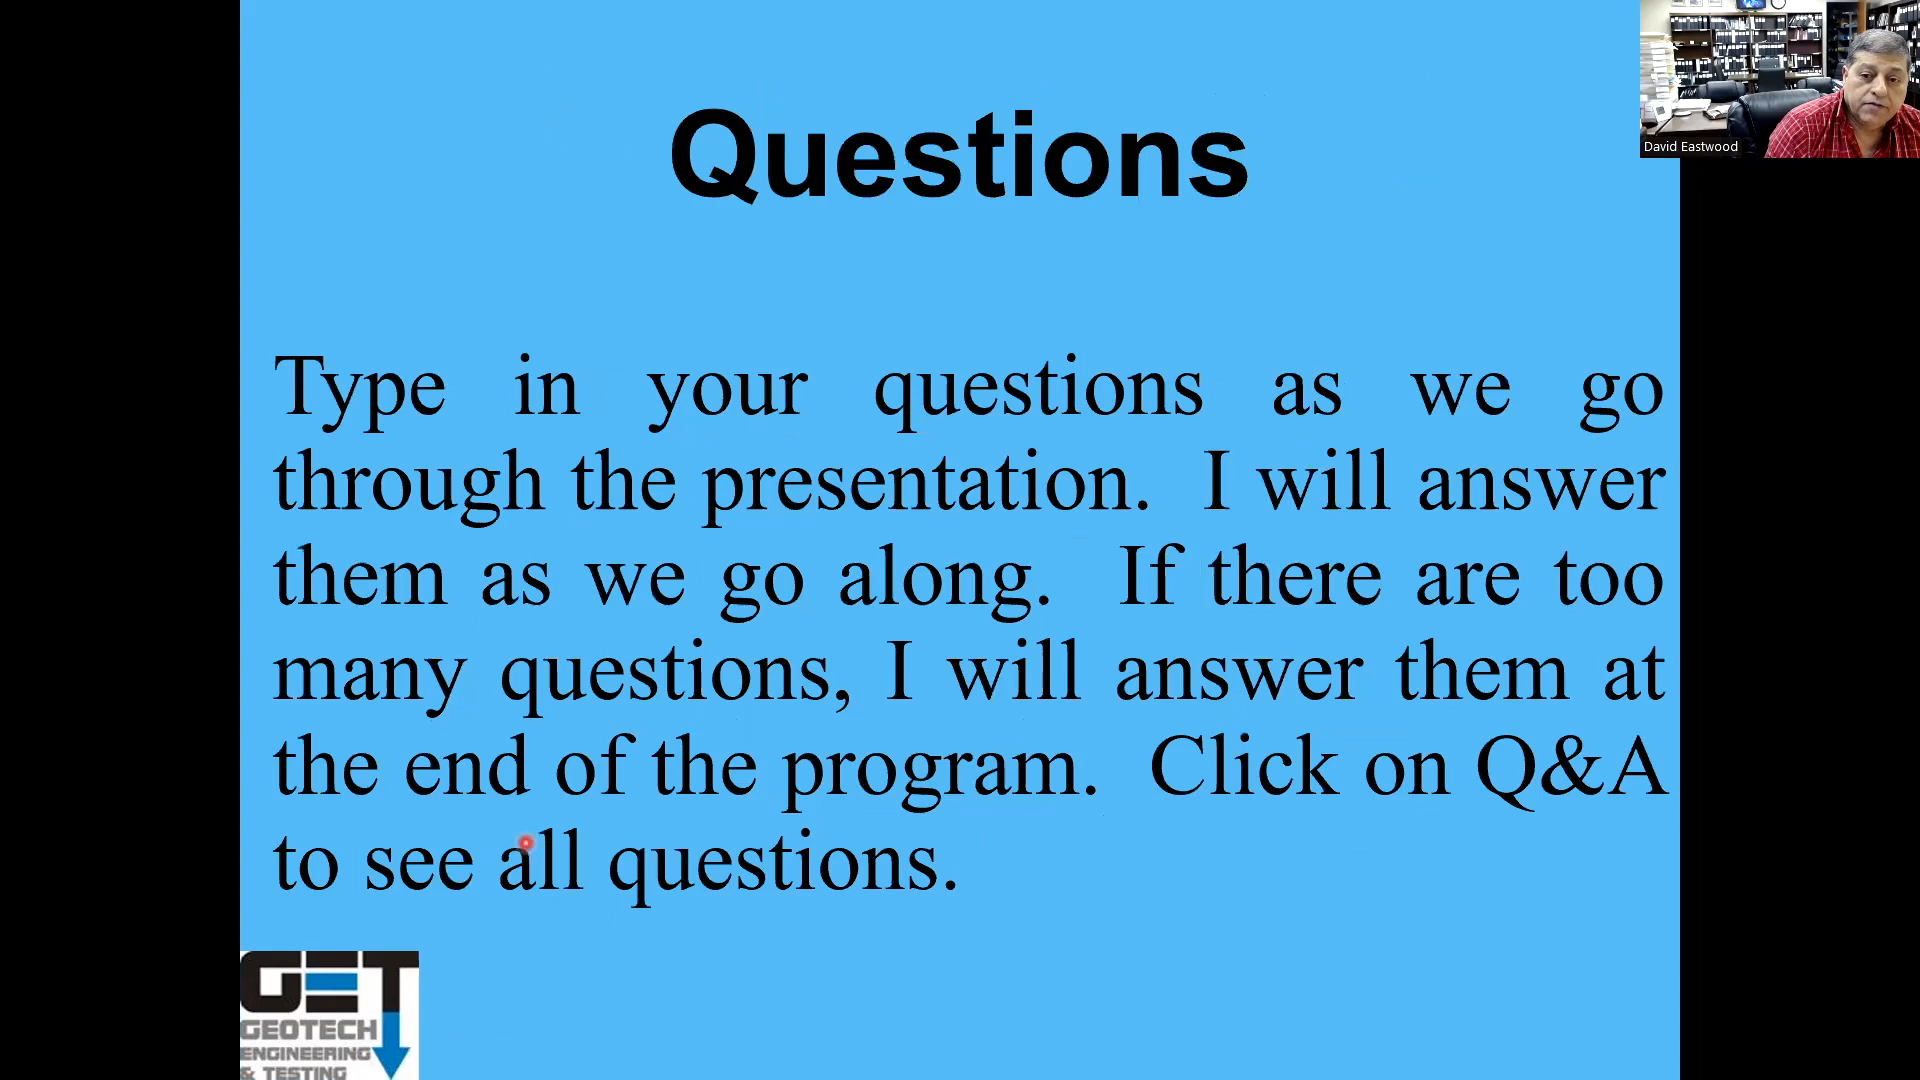 Questions
David Eastwood
Type in your questions as we go
through the presentation. I will answer
them as we go along. If there are too
many questions, I will answer them at
the end of the program. Click on Q&A
to see all questions.
GET
GEOTECH
ENGINEERING
& TESTING